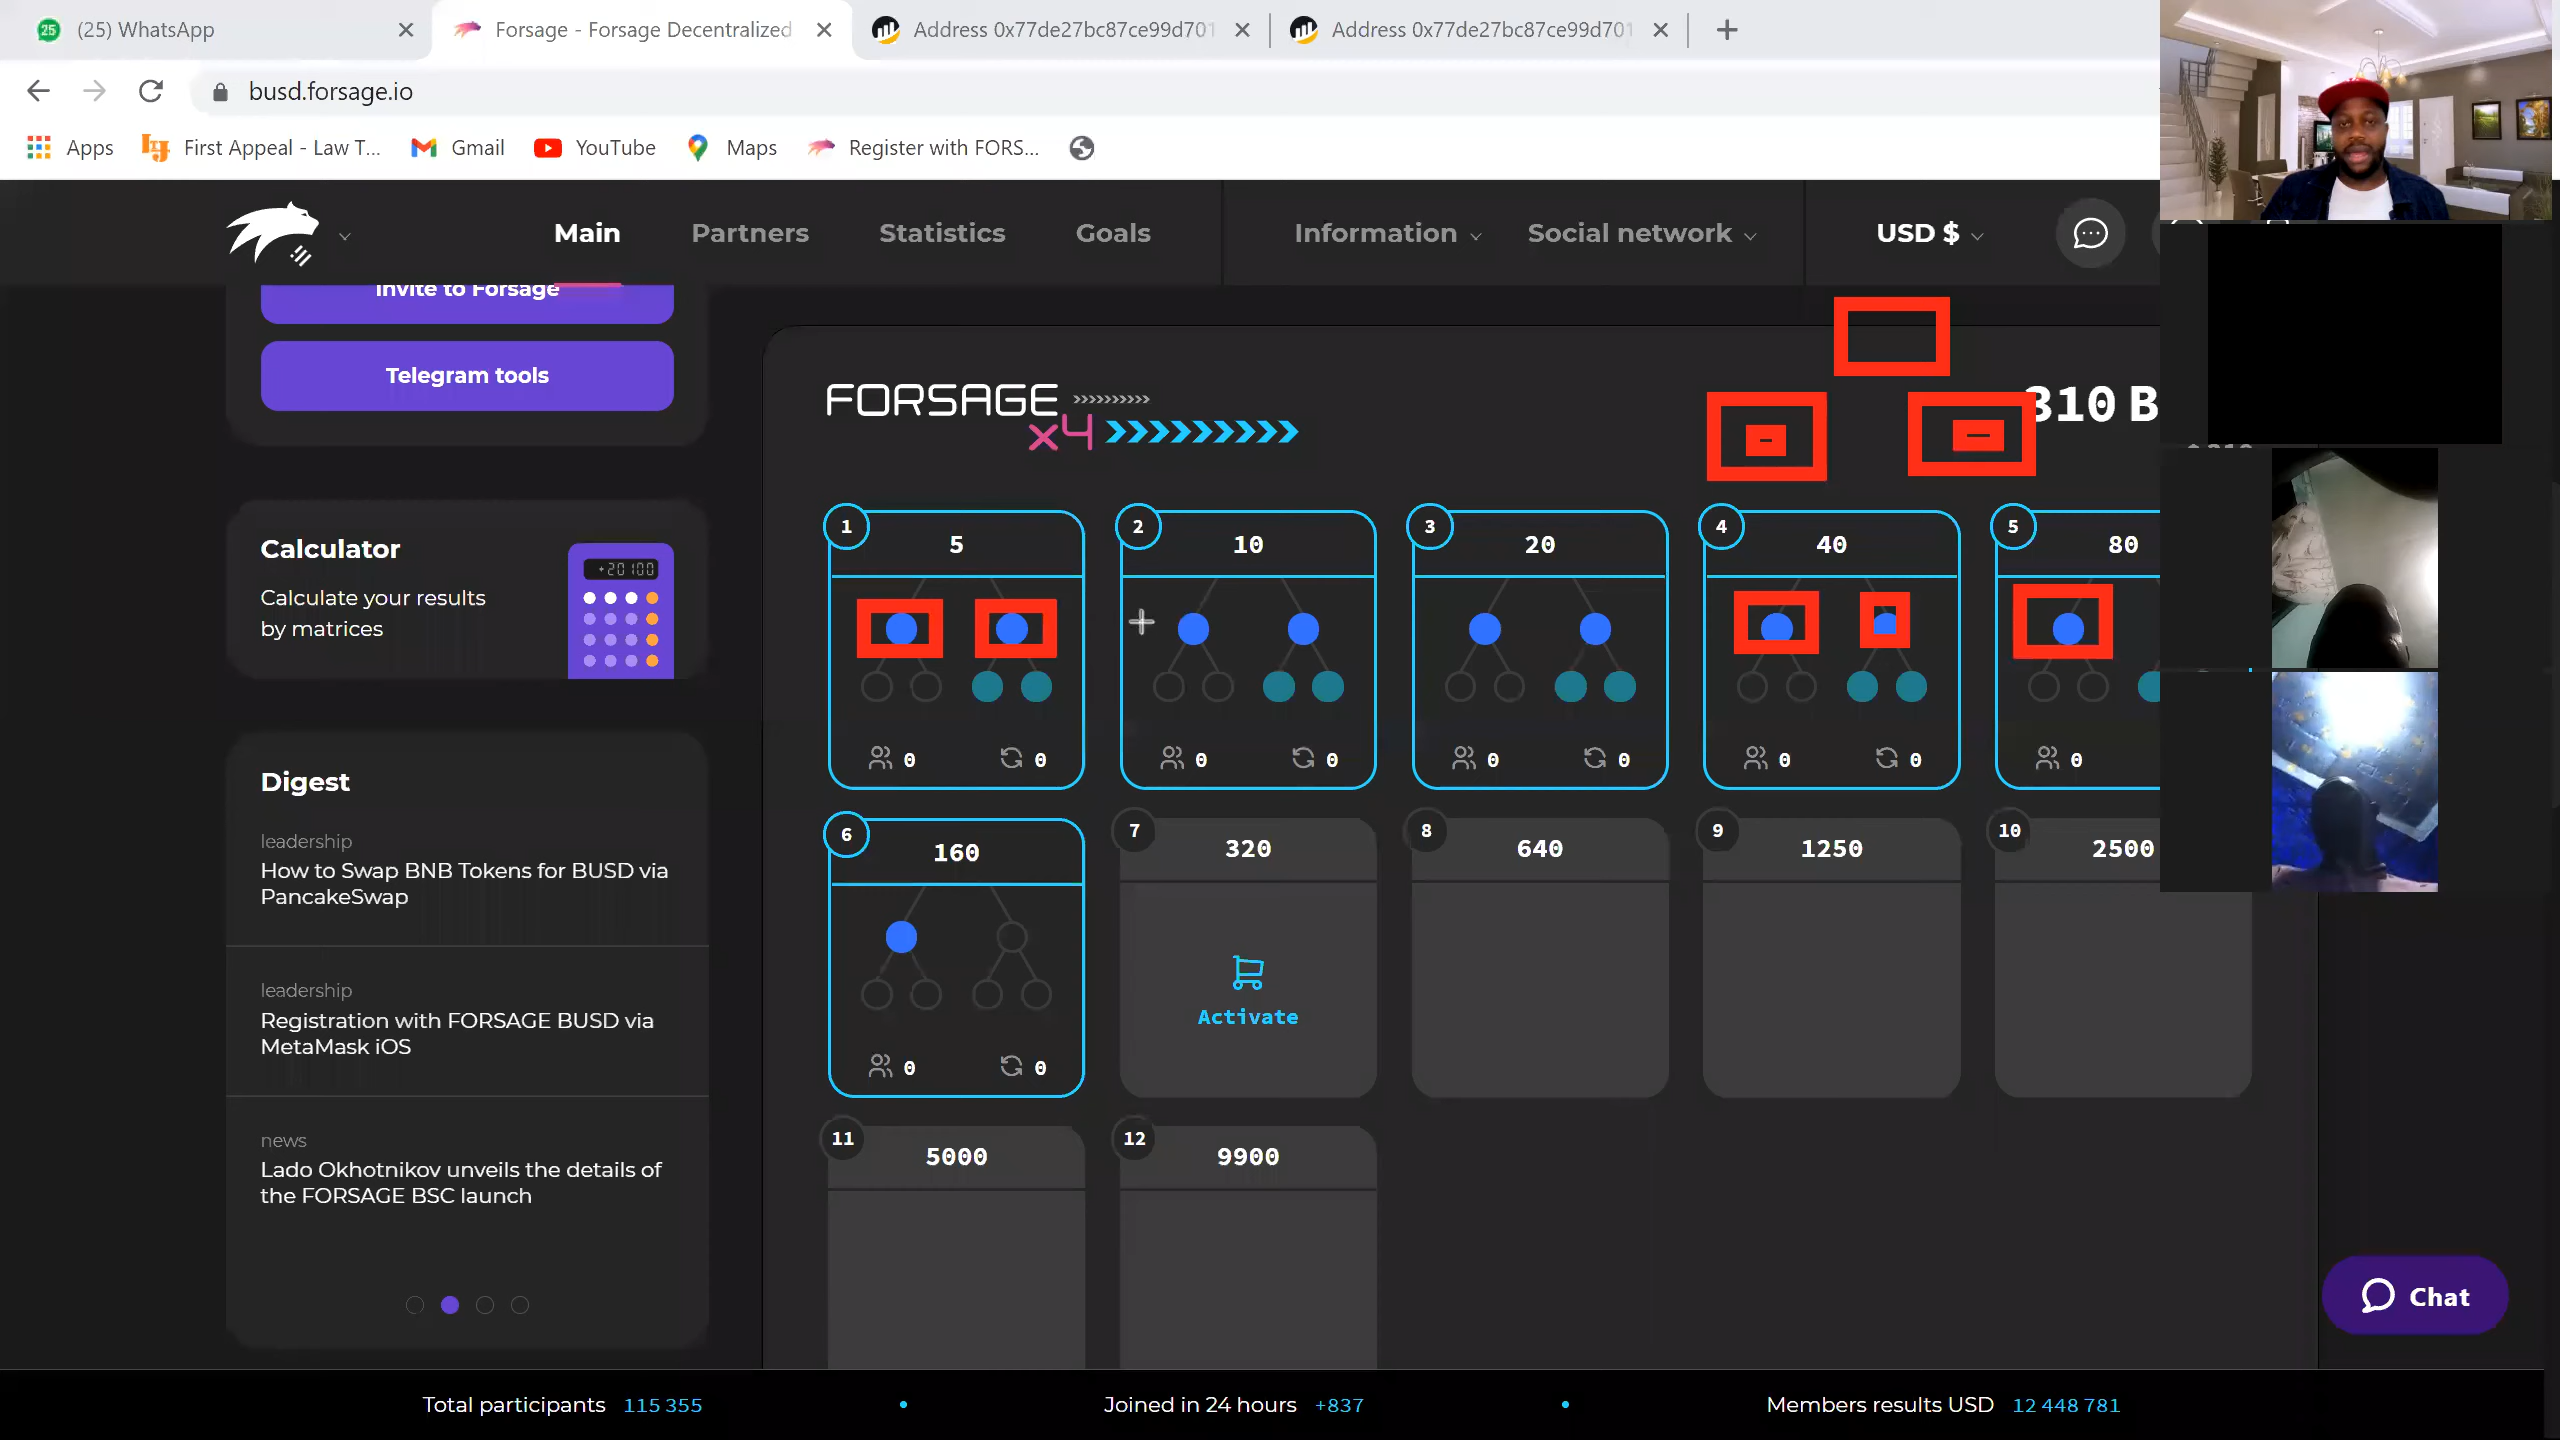 25
(25) WhatsApp
Forsage - Forsage Decentralized
Address 0x77de27bc87ce99d701
Address 0x77de27bc87ce99d701
busd.forsage.io
Apps
First Appeal - Law T...
Gmail
YouTube
Maps
Register with FORS...
Main
Partners
Statistics
Goals
Information
Social network
USD $
Invite to Forsage
Telegram tools
Calculator
Calculate your results
by matrices
+20100
Digest
leadership
How to Swap BNB Tokens for BUSD via
PancakeSwap
leadership
Registration with FORSAGE BUSD via
MetaMask iOS
news
Lado Okhotnikov unveils the details of
the FORSAGE BSC launch
FORSAGE
x4
310 B
1
5
0
0
2
10
0
0
3
20
0
0
4
40
0
0
5
80
0
6
160
0
0
7
320
Activate
8
640
9
1250
10
2500
11
5000
12
9900
Chat
Total participants 115 355
Joined in 24 hours +837
Members results USD 12 448 781